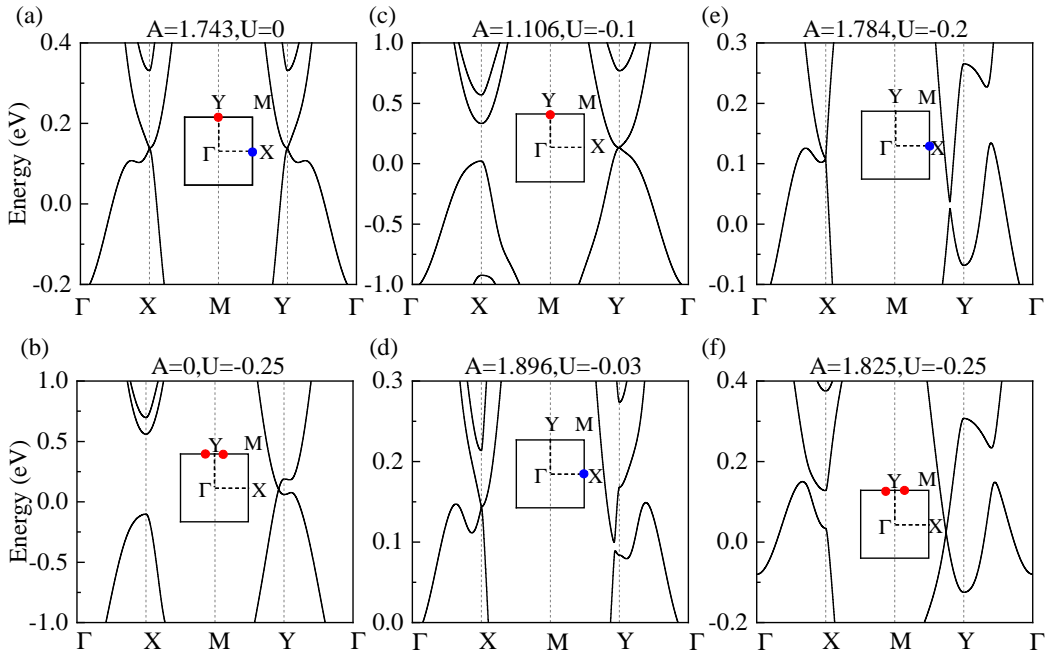 (a)
A=1.743,U=0
0.4
0.2
0.0
-0.2
Energy (eV)
Y
M
Γ
X
Γ
X
M
Y
Γ
(c)
A=1.106,U=-0.1
1.0
0.5
0.0
-0.5
-1.0
Y
M
Γ
X
Γ
X
M
Y
Γ
(e)
A=1.784,U=-0.2
0.3
0.2
0.1
0.0
-0.1
Y
M
Γ
X
Γ
X
M
Y
Γ
(b)
A=0,U=-0.25
1.0
0.5
0.0
-0.5
-1.0
Energy (eV)
Y
M
Γ
X
Γ
X
M
Y
Γ
(d)
A=1.896,U=-0.03
0.3
0.2
0.1
0.0
Y
M
Γ
X
Γ
X
M
Y
Γ
(f)
A=1.825,U=-0.25
0.4
0.2
0.0
-0.2
Y
M
Γ
X
Γ
X
M
Y
Γ